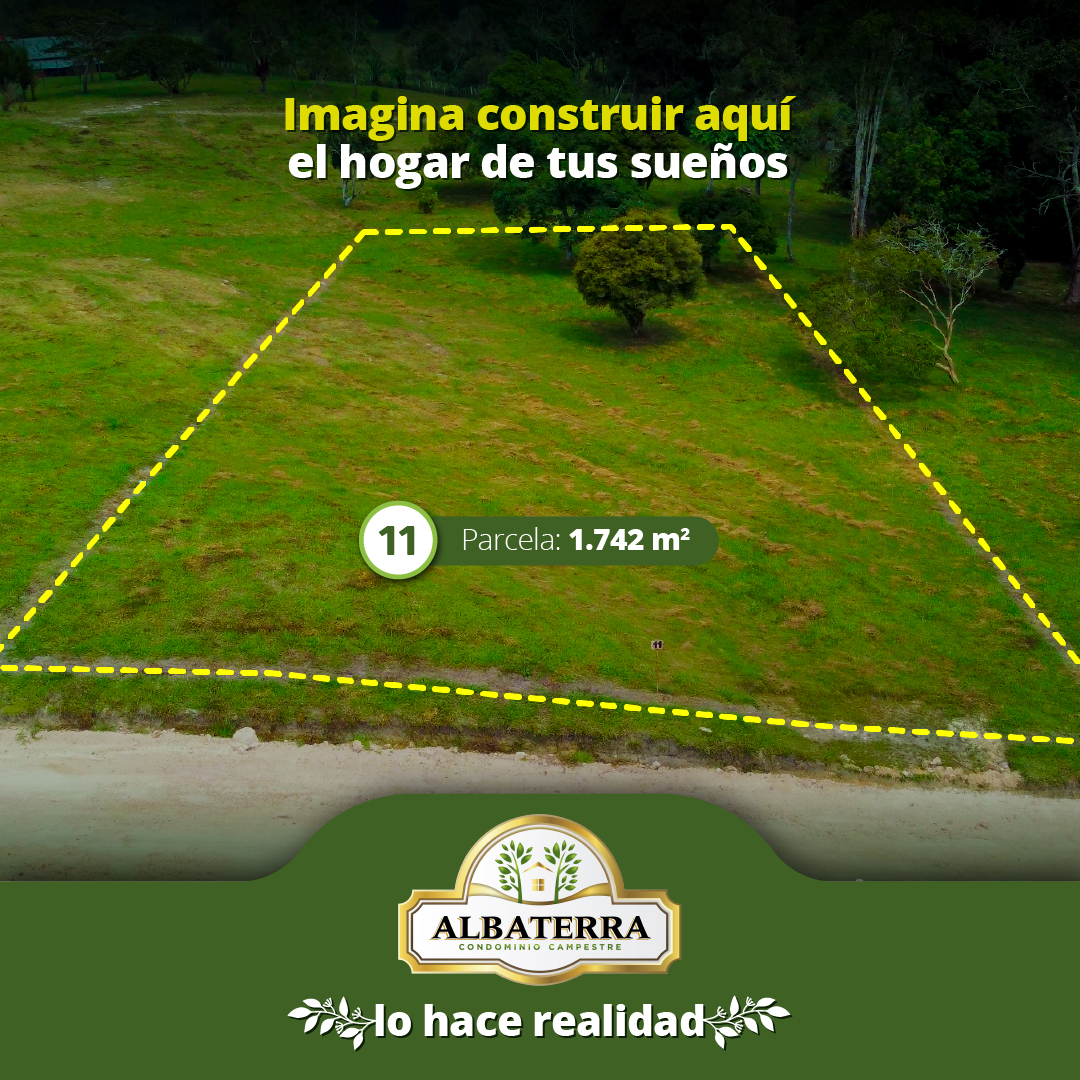 Imagina construir aquí
el hogar de tus sueños
11 Parcela: 1.742 m²
11
ALBATERRA
CONDOMINIO CAMPESTRE
lo hace realidad